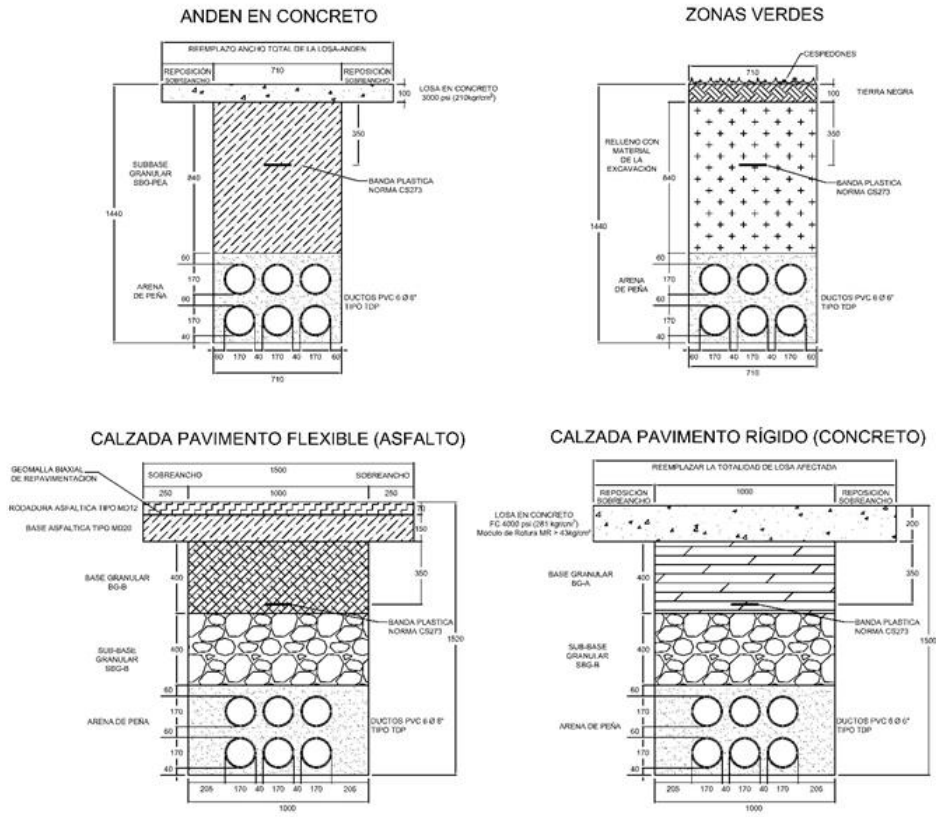 ANDEN EN CONCRETO
REEMPLAZO ANCHO TOTAL DE LA LOSA-ANDEN
REPOSICIÓN
SOBREANCHO
710
REPOSICIÓN
SOBREANCHO
LOSA EN CONCRETO
3000 psi (210kgr/cm²)
100
350
SUBBASE
GRANULAR
SBG-PEA
840
BANDA PLASTICA
NORMA CS273
1440
60
170
60
170
40
ARENA
DE PEÑA
DUCTOS PVC 6 Ø 6"
TIPO TDP
60 170 40 170 40 170 60
710
ZONAS VERDES
CESPEDONES
710
TIERRA NEGRA
100
350
RELLENO CON
MATERIAL
DE LA
EXCAVACIÓN
840
BANDA PLASTICA
NORMA CS273
1440
60
170
60
170
40
ARENA
DE PEÑA
DUCTOS PVC 6 Ø 6"
TIPO TDP
60 170 40 170 40 170 60
710
CALZADA PAVIMENTO FLEXIBLE (ASFALTO)
GEOMALLA BIAXIAL
DE REPAVIMENTACIÓN
SOBREANCHO
1500
SOBREANCHO
250
1000
250
RODADURA ASFALTICA TIPO MD12
70
BASE ASFALTICA TIPO MD20
150
350
BASE GRANULAR
BG-B
400
BANDA PLASTICA
NORMA CS273
1520
SUB-BASE
GRANULAR
SBG-B
400
60
170
60
170
40
ARENA DE PEÑA
DUCTOS PVC 6 Ø 6"
TIPO TDP
205 170 40 170 40 170 205
1000
CALZADA PAVIMENTO RÍGIDO (CONCRETO)
REEMPLAZAR LA TOTALIDAD DE LOSA AFECTADA
REPOSICIÓN
SOBREANCHO
1000
REPOSICIÓN
SOBREANCHO
LOSA EN CONCRETO
FC 4000 psi (281 kgr/cm²)
Modulo de Rotura MR > 43kg/cm²
200
350
BASE GRANULAR
BG-A
400
BANDA PLASTICA
NORMA CS273
1500
SUB-BASE
GRANULAR
SBG-B
400
60
170
60
170
40
ARENA DE PEÑA
DUCTOS PVC 6 Ø 6"
TIPO TDP
205 170 40 170 40 170 205
1000